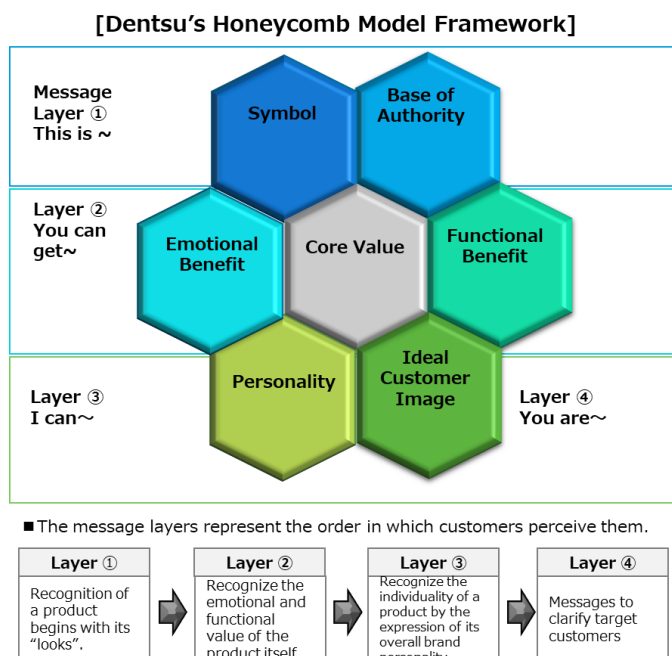 [Dentsu’s Honeycomb Model Framework]
Message
Layer ①
This is ~
Symbol
Base of
Authority
Layer ②
You can
get~
Emotional
Benefit
Core Value
Functional
Benefit
Layer ③
I can～
Personality
Ideal
Customer
Image
Layer ④
You are～
■The message layers represent the order in which customers perceive them.
Layer ①
Recognition of
a product
begins with its
“looks”.
Layer ②
Recognize the
emotional and
functional
value of the
product itself
Layer ③
Recognize the
individuality of a
product by the
expression of its
overall brand
personality
Layer ④
Messages to
clarify target
customers